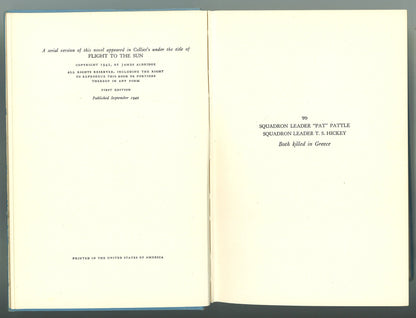 A serial version of this novel appeared in Collier's under the title of
FLIGHT TO THE SUN
COPYRIGHT 1942, BY JAMES ALDRIDGE
ALL RIGHTS RESERVED, INCLUDING THE RIGHT
TO REPRODUCE THIS BOOK OR PORTIONS
THEREOF IN ANY FORM
FIRST EDITION
Published September 1942
PRINTED IN THE UNITED STATES OF AMERICA
TO
SQUADRON LEADER "PAT" PATTLE
SQUADRON LEADER T. S. HICKEY
Both killed in Greece